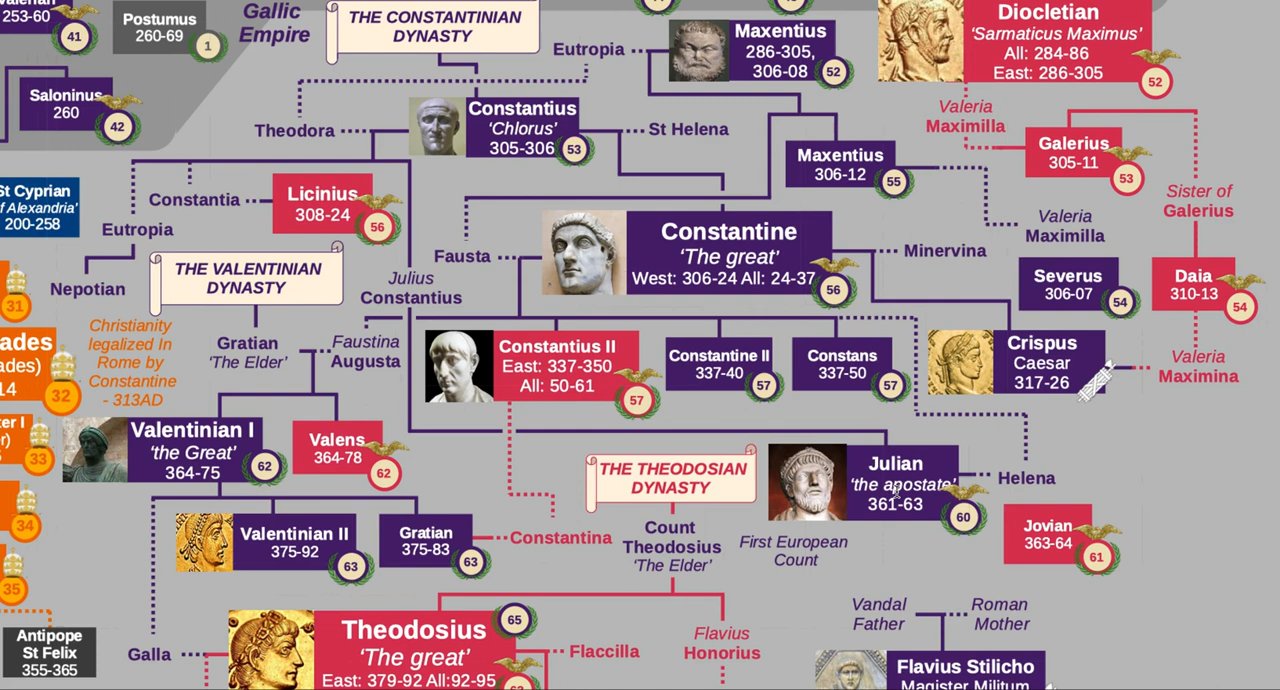 253-60
41
Postumus
260-69
1
Gallic
Empire
THE CONSTANTINIAN
DYNASTY
Eutropia
Maxentius
286-305,
306-08
52
Diocletian
'Sarmaticus Maximus'
All: 284-86
East: 286-305
52
Saloninus
260
42
Theodora
Constantius
'Chlorus'
305-306
53
St Helena
Valeria
Maximilla
Galerius
305-11
53
Maxentius
306-12
55
St Cyprian
of Alexandria'
200-258
Constantia
Licinius
308-24
56
Eutropia
Sister of
Galerius
Valeria
Maximilla
Constantine
'The great'
West: 306-24 All: 24-37
56
Minervina
Fausta
Nepotian
THE VALENTINIAN
DYNASTY
Julius
Constantius
Severus
306-07
54
Daia
310-13
54
31
ades
ades)
14
32
Christianity
legalized In
Rome by
Constantine
- 313AD
Gratian
'The Elder'
Faustina
Augusta
Constantius II
East: 337-350
All: 50-61
57
Constantine II
337-40
57
Constans
337-50
57
Crispus
Caesar
317-26
Valeria
Maximina
ter I
er)
33
Valentinian I
'the Great'
364-75
62
Valens
364-78
62
THE THEODOSIAN
DYNASTY
Julian
'the apostate'
361-63
60
Helena
34
Valentinian II
375-92
63
Gratian
375-83
63
Constantina
Count
Theodosius
'The Elder'
First European
Count
Jovian
363-64
61
35
Antipope
St Felix
355-365
Galla
Theodosius
'The great'
East: 379-92 All:92-95
65
Flaccilla
Flavius
Honorius
Vandal
Father
Roman
Mother
Flavius Stilicho
Magister Militum